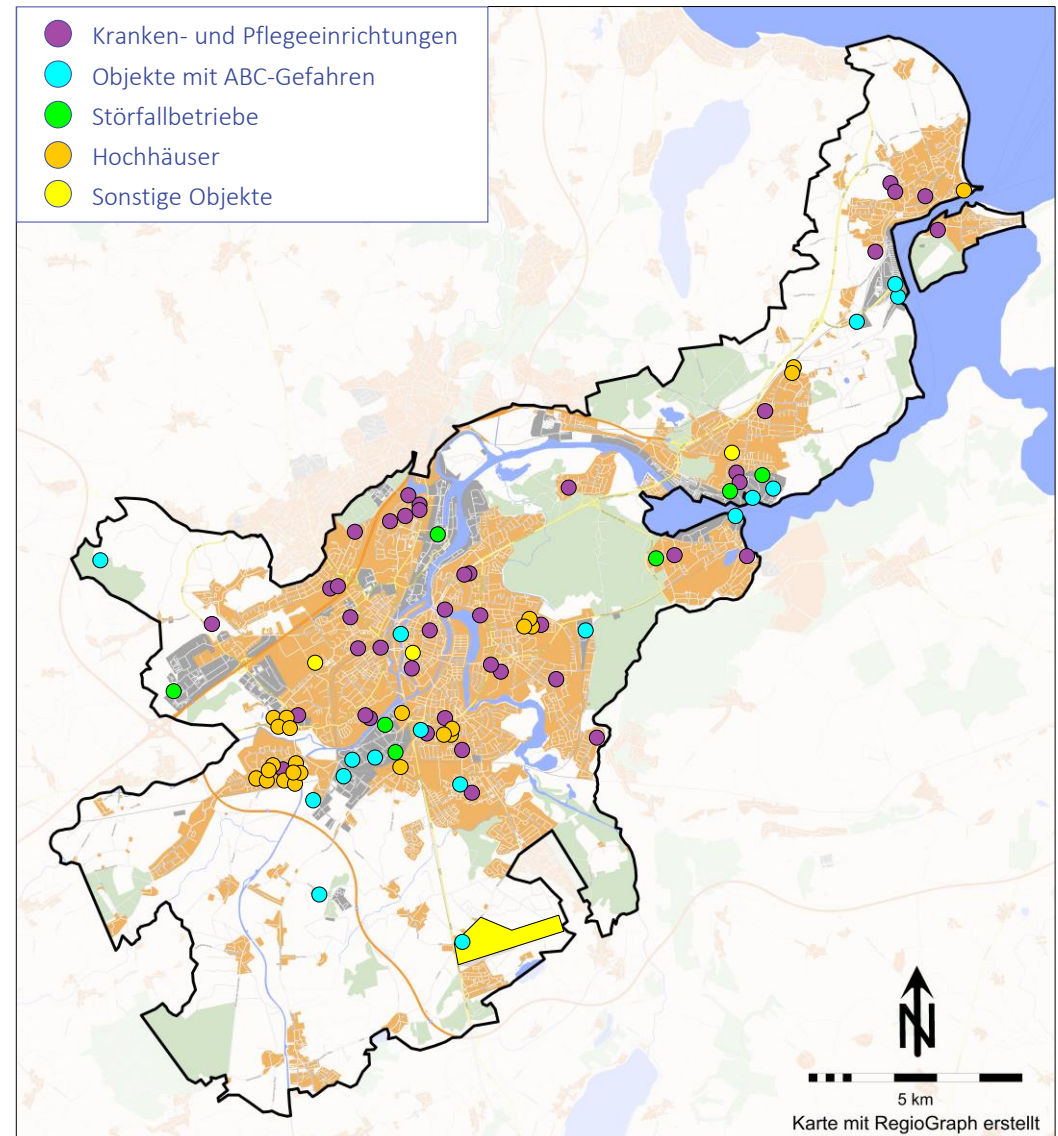 Kranken- und Pflegeeinrichtungen
Objekte mit ABC-Gefahren
Störfallbetriebe
Hochhäuser
Sonstige Objekte
N
5 km
Karte mit RegioGraph erstellt